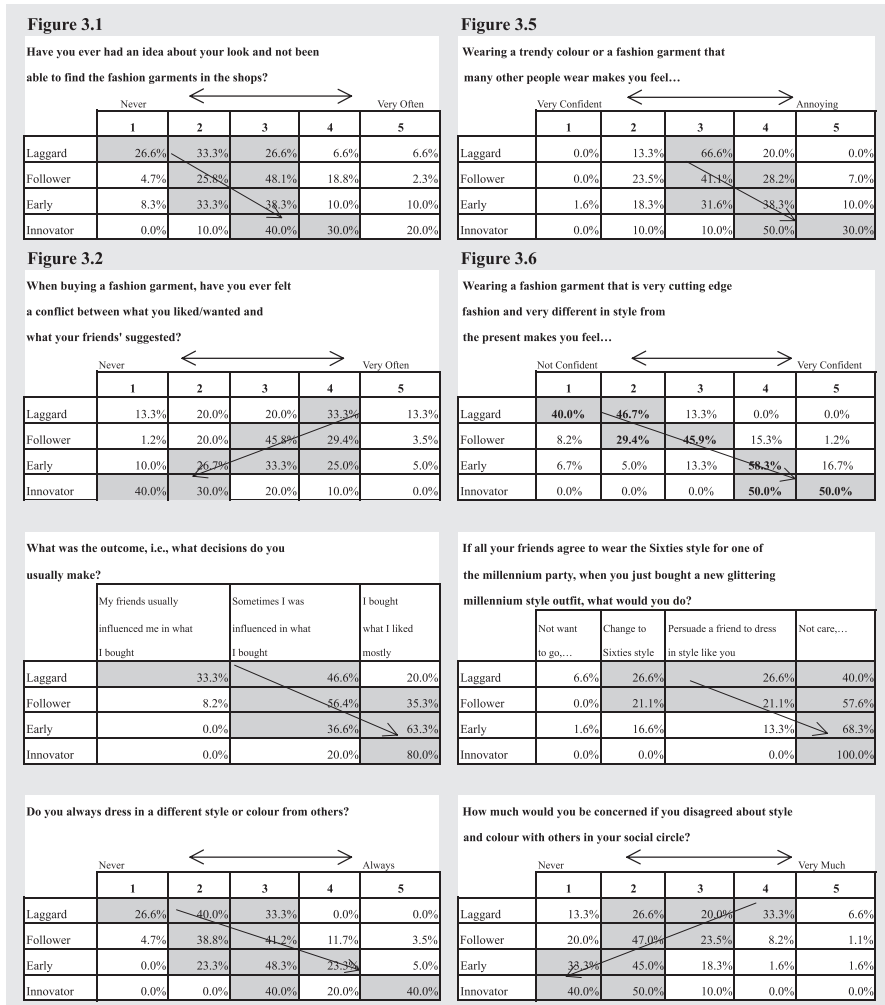 Figure 3.1
Have you ever had an idea about your look and not been
able to find the fashion garments in the shops?
Never Very Often
1 2 3 4 5
Laggard 26.6% 33.3% 26.6% 6.6% 6.6%
Follower 4.7% 25.8% 48.1% 18.8% 2.3%
Early 8.3% 33.3% 38.3% 10.0% 10.0%
Innovator 0.0% 10.0% 40.0% 30.0% 20.0%
Figure 3.2
When buying a fashion garment, have you ever felt
a conflict between what you liked/wanted and
what your friends' suggested?
Never Very Often
1 2 3 4 5
Laggard 13.3% 20.0% 20.0% 33.3% 13.3%
Follower 1.2% 20.0% 45.8% 29.4% 3.5%
Early 10.0% 26.7% 33.3% 25.0% 5.0%
Innovator 40.0% 30.0% 20.0% 10.0% 0.0%
What was the outcome, i.e., what decisions do you
usually make?
My friends usually Sometimes I was I bought
influenced me in what influenced in what what I liked
I bought I bought mostly
Laggard 33.3% 46.6% 20.0%
Follower 8.2% 56.4% 35.3%
Early 0.0% 36.6% 63.3%
Innovator 0.0% 20.0% 80.0%
Do you always dress in a different style or colour from others?
Never Always
1 2 3 4 5
Laggard 26.6% 40.0% 33.3% 0.0% 0.0%
Follower 4.7% 38.8% 41.2% 11.7% 3.5%
Early 0.0% 23.3% 48.3% 23.3% 5.0%
Innovator 0.0% 0.0% 40.0% 20.0% 40.0%
Figure 3.5
Wearing a trendy colour or a fashion garment that
many other people wear makes you feel…
Very Confident Annoying
1 2 3 4 5
Laggard 0.0% 13.3% 66.6% 20.0% 0.0%
Follower 0.0% 23.5% 41.1% 28.2% 7.0%
Early 1.6% 18.3% 31.6% 38.3% 10.0%
Innovator 0.0% 10.0% 10.0% 50.0% 30.0%
Figure 3.6
Wearing a fashion garment that is very cutting edge
fashion and very different in style from
the present makes you feel…
Not Confident Very Confident
1 2 3 4 5
Laggard 40.0% 46.7% 13.3% 0.0% 0.0%
Follower 8.2% 29.4% 45.9% 15.3% 1.2%
Early 6.7% 5.0% 13.3% 58.3% 16.7%
Innovator 0.0% 0.0% 0.0% 50.0% 50.0%
If all your friends agree to wear the Sixties style for one of
the millennium party, when you just bought a new glittering
millennium style outfit, what would you do?
Not want Change to Persuade a friend to dress Not care,…
to go,… Sixties style in style like you
Laggard 6.6% 26.6% 26.6% 40.0%
Follower 0.0% 21.1% 21.1% 57.6%
Early 1.6% 16.6% 13.3% 68.3%
Innovator 0.0% 0.0% 0.0% 100.0%
How much would you be concerned if you disagreed about style
and colour with others in your social circle?
Never Very Much
1 2 3 4 5
Laggard 13.3% 26.6% 20.0% 33.3% 6.6%
Follower 20.0% 47.0% 23.5% 8.2% 1.1%
Early 33.3% 45.0% 18.3% 1.6% 1.6%
Innovator 40.0% 50.0% 10.0% 0.0% 0.0%